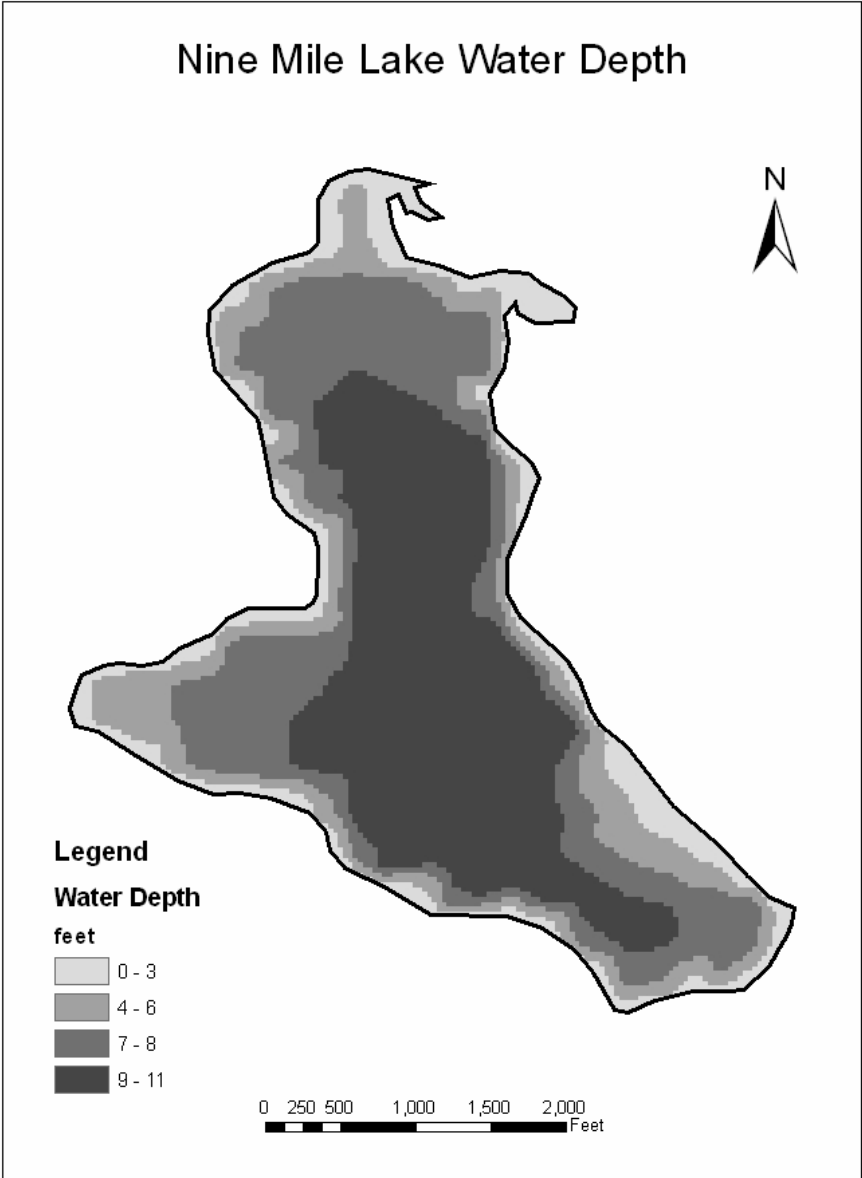 Nine Mile Lake Water Depth
N
Legend
Water Depth
feet
0 - 3
4 - 6
7 - 8
9 - 11
0 250 500 1,000 1,500 2,000
Feet